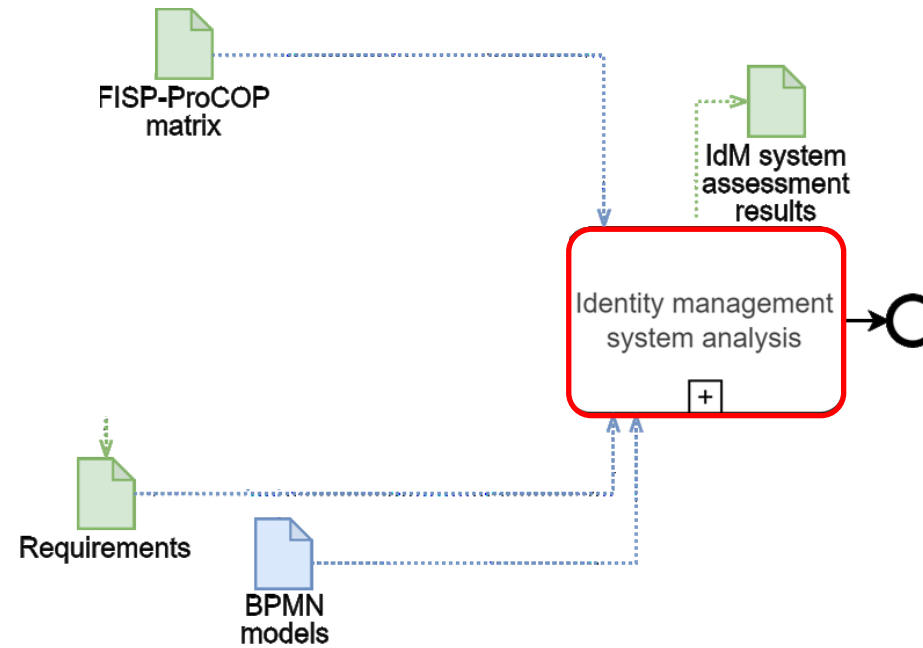 FISP-ProCOP
matrix
IdM system
assessment
results
Identity management
system analysis
Requirements
BPMN
models